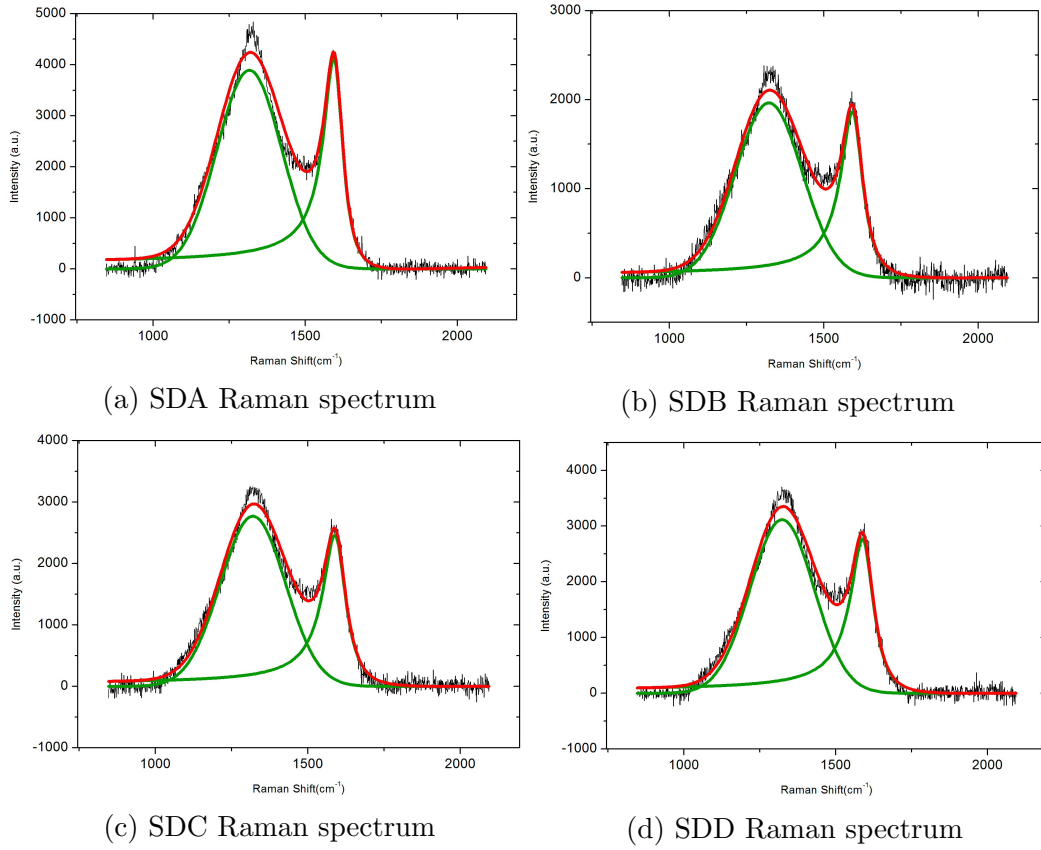 5000
4000
3000
2000
1000
0
-1000
Intensity (a.u.)
1000 1500 2000
Raman Shift(cm⁻¹)
(a) SDA Raman spectrum
3000
2000
1000
0
Intensity (a.u.)
1000 1500 2000
Raman Shift(cm⁻¹)
(b) SDB Raman spectrum
4000
3000
2000
1000
0
-1000
Intensity (a.u.)
1000 1500 2000
Raman Shift(cm⁻¹)
(c) SDC Raman spectrum
4000
3000
2000
1000
0
-1000
Intensity (a.u.)
1000 1500 2000
Raman Shift(cm⁻¹)
(d) SDD Raman spectrum